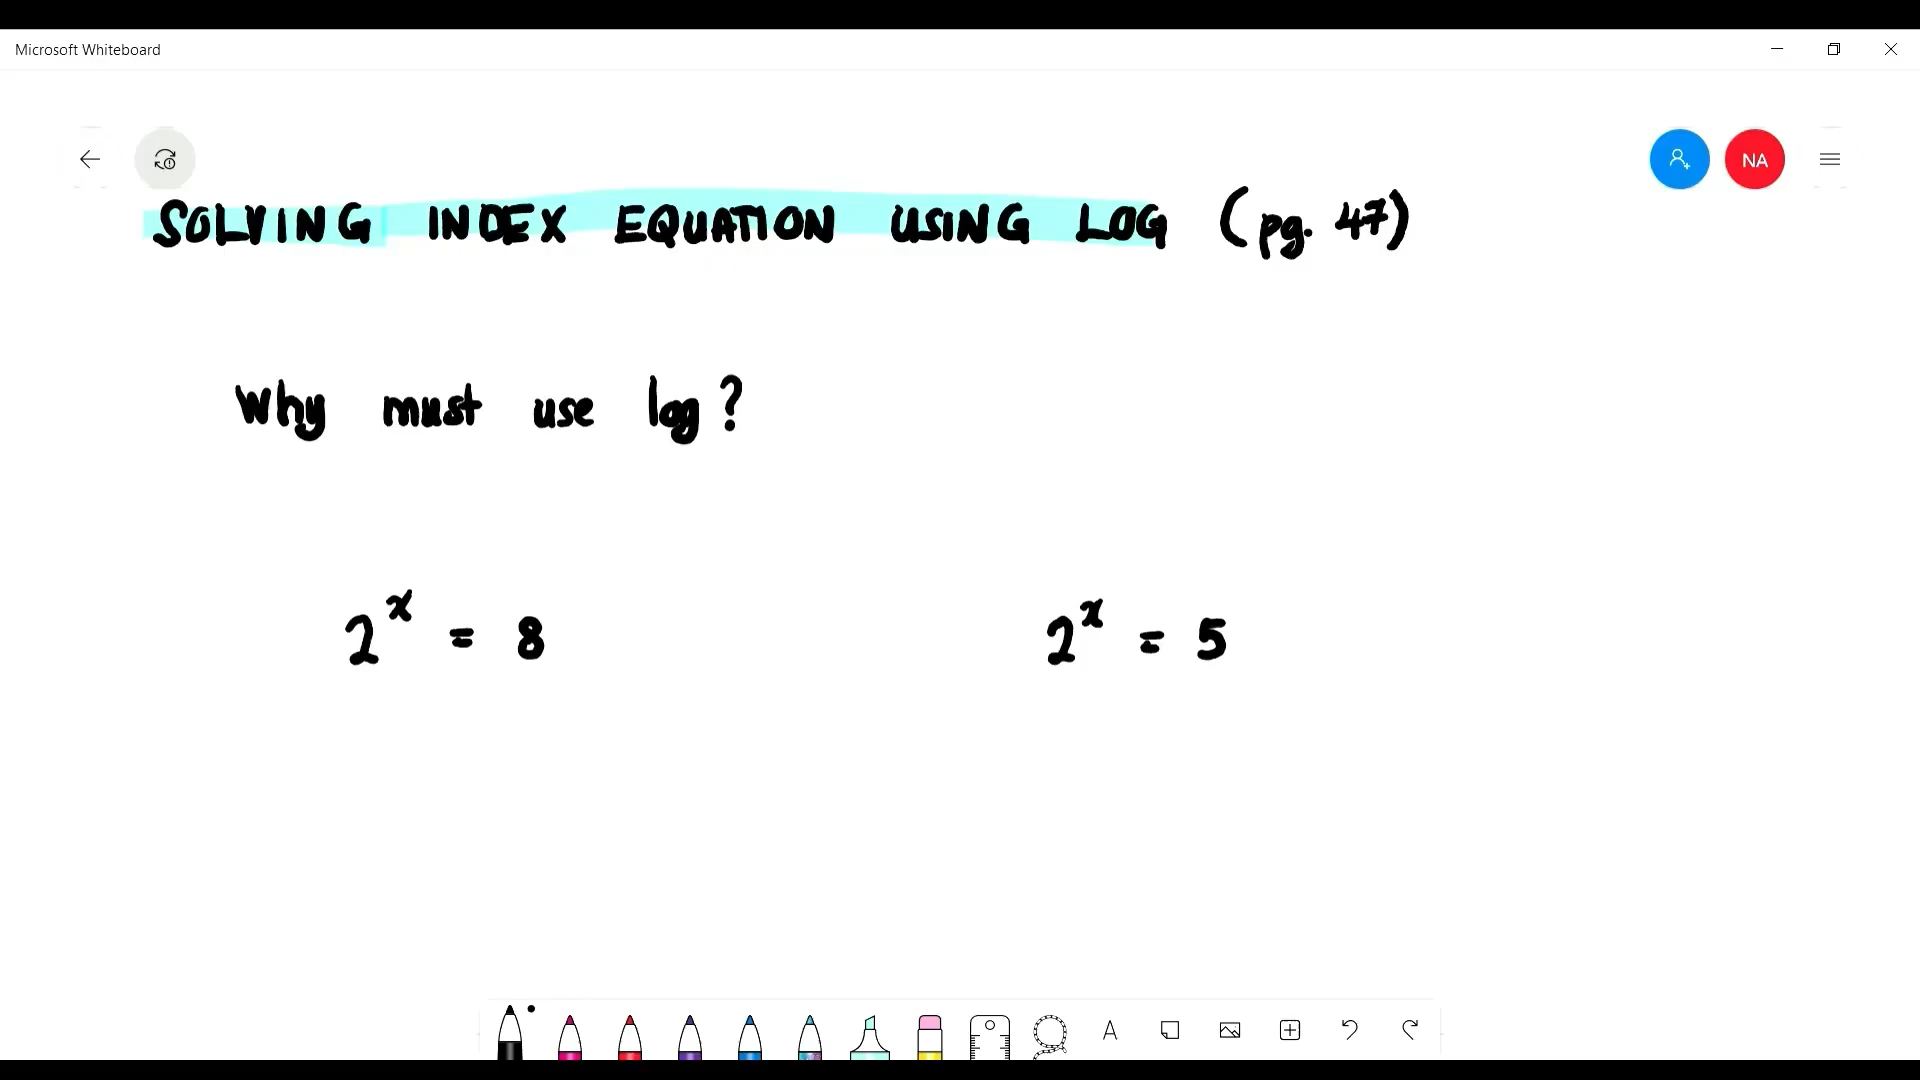 Microsoft Whiteboard
NA
SOLVING INDEX EQUATION USING LOG (pg. 47)
Why must use log?
2^x = 8
2^x = 5
A